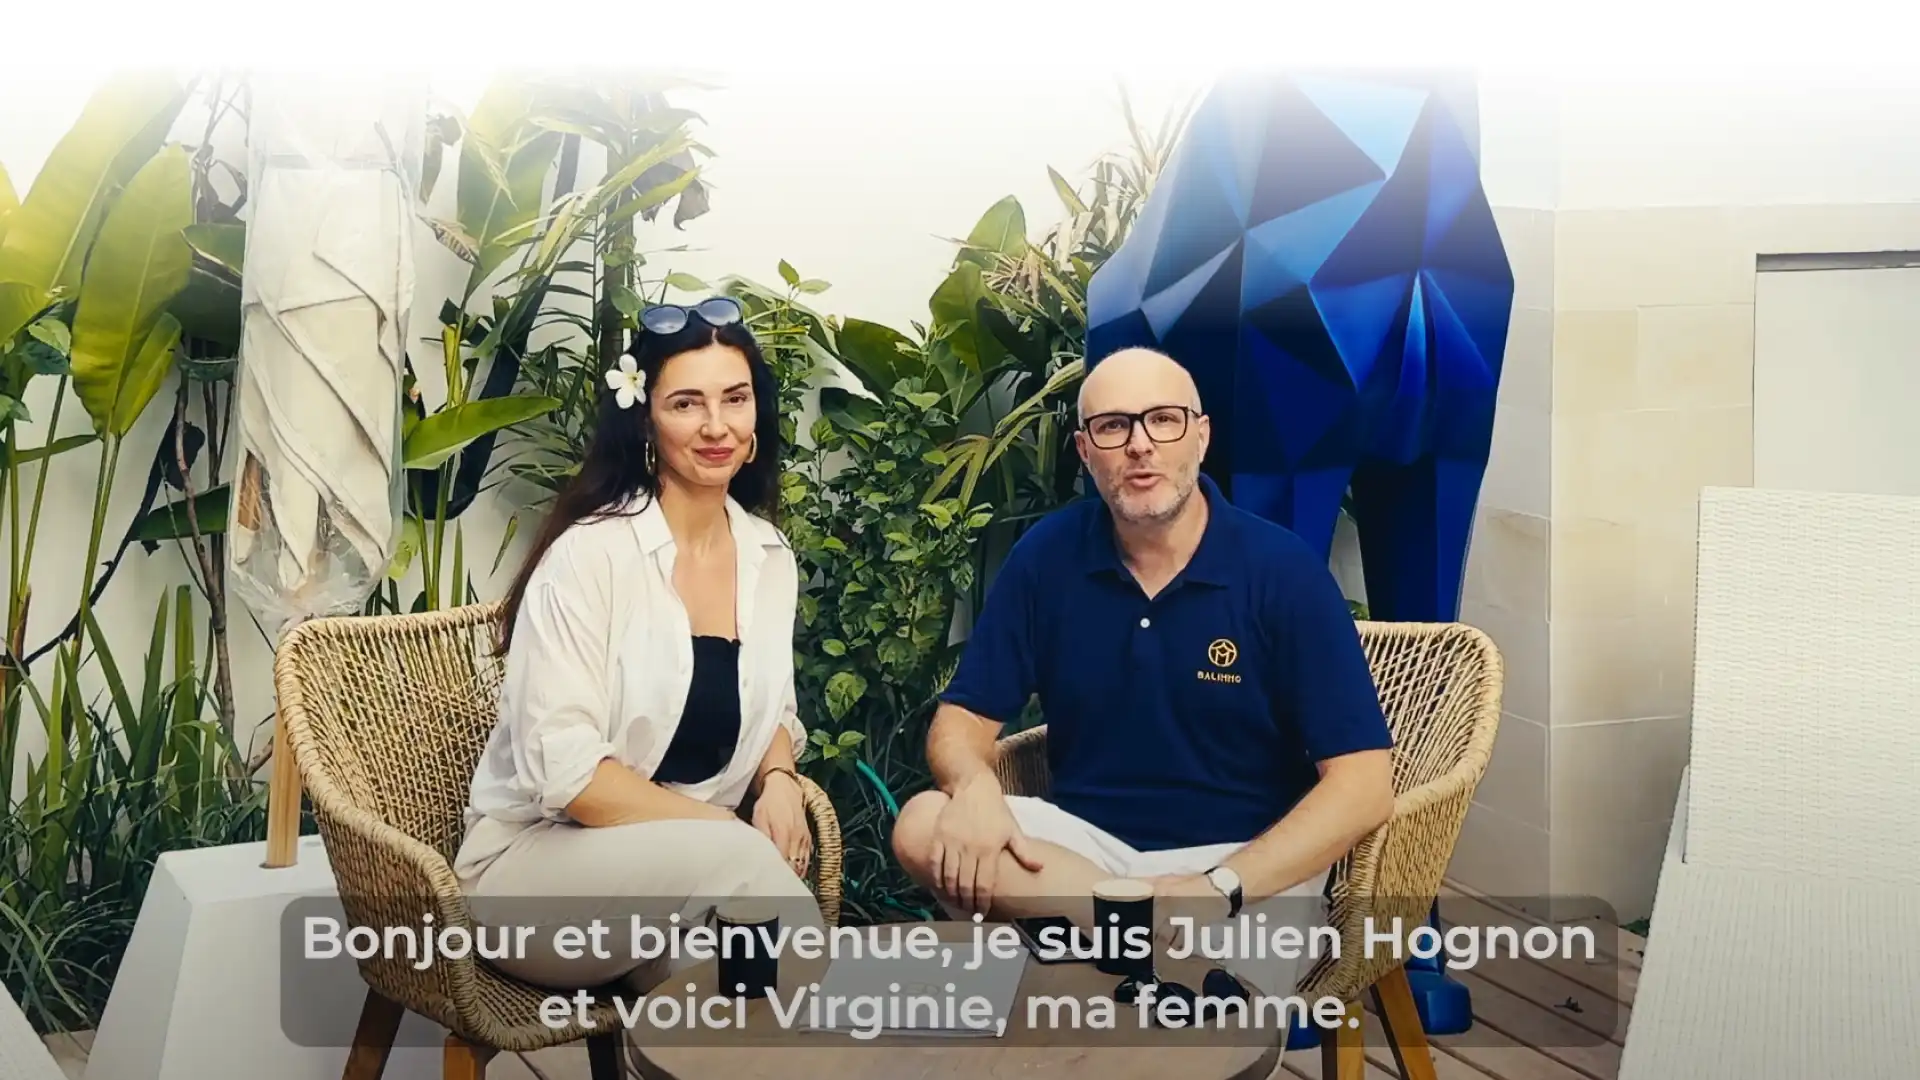 BALIMMO
Bonjour et bienvenue, je suis Julien Hognon
et voici Virginie, ma femme.